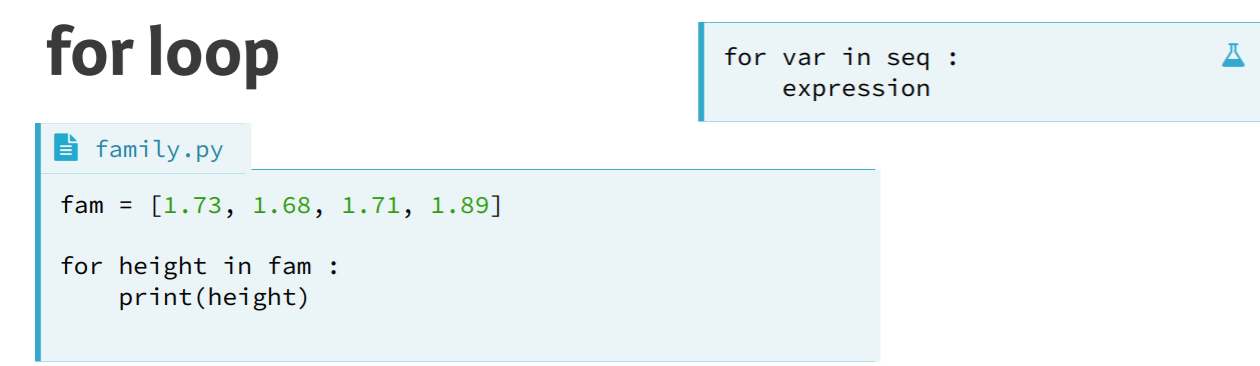 for loop
for var in seq :
    expression
family.py
fam = [1.73, 1.68, 1.71, 1.89]
for height in fam :
    print(height)